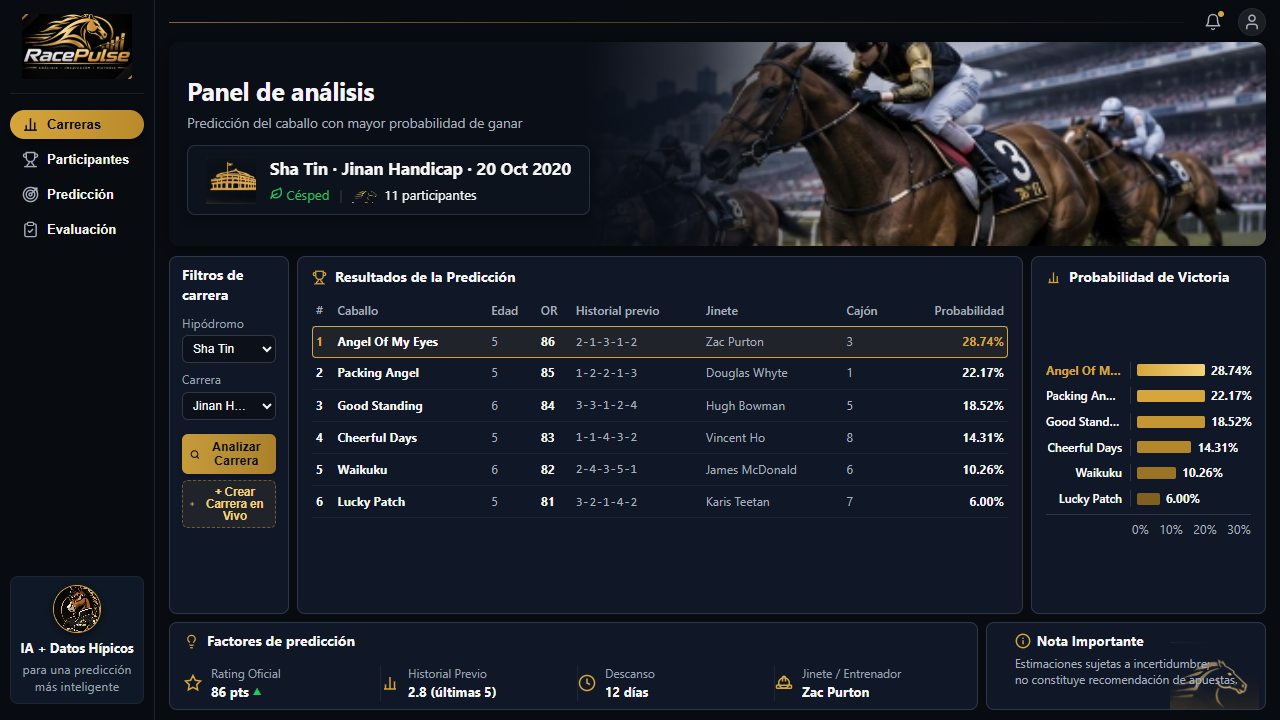 RacePulse
Carreras
Participantes
Predicción
Evaluación
IA + Datos Hípicos
para una predicción
más inteligente
Panel de análisis
Predicción del caballo con mayor probabilidad de ganar
Sha Tin · Jinan Handicap · 20 Oct 2020
Césped | 11 participantes
3
8
8
Filtros de
carrera
Hipódromo
Sha Tin
Carrera
Jinan H...
Analizar
Carrera
+ Crear
Carrera en
Vivo
Resultados de la Predicción
# Caballo Edad OR Historial previo Jinete Cajón Probabilidad
1 Angel Of My Eyes 5 86 2-1-3-1-2 Zac Purton 3 28.74%
2 Packing Angel 5 85 1-2-2-1-3 Douglas Whyte 1 22.17%
3 Good Standing 6 84 3-3-1-2-4 Hugh Bowman 5 18.52%
4 Cheerful Days 5 83 1-1-4-3-2 Vincent Ho 8 14.31%
5 Waikuku 6 82 2-4-3-5-1 James McDonald 6 10.26%
6 Lucky Patch 5 81 3-2-1-4-2 Karis Teetan 7 6.00%
Probabilidad de Victoria
Angel Of M... 28.74%
Packing An... 22.17%
Good Stand... 18.52%
Cheerful Days 14.31%
Waikuku 10.26%
Lucky Patch 6.00%
0% 10% 20% 30%
Factores de predicción
Rating Oficial
86 pts
Historial Previo
2.8 (últimas 5)
Descanso
12 días
Jinete / Entrenador
Zac Purton
Nota Importante
Estimaciones sujetas a incertidumbre;
no constituye recomendación de apuestas.